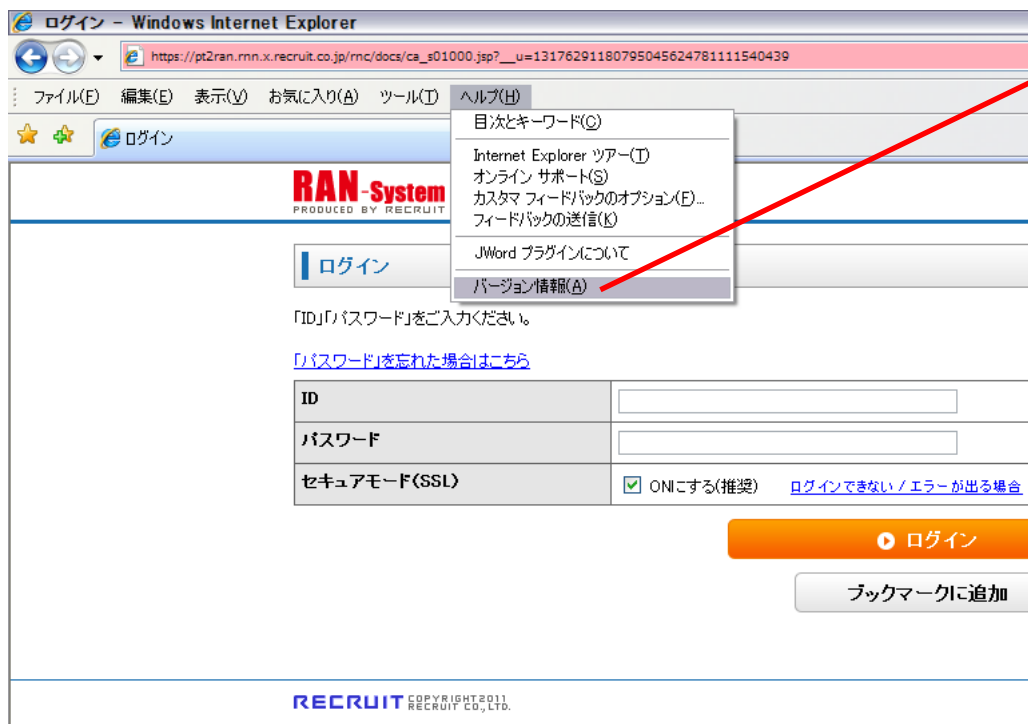 ログイン - Windows Internet Explorer
https://pt2ran.rnn.x.recruit.co.jp/rnc/docs/ca_s01000.jsp?__u=13176291180795045624781111540439
ファイル(F) 編集(E) 表示(V) お気に入り(A) ツール(T) ヘルプ(H)
目次とキーワード(C)
ログイン
Internet Explorer ツアー(T)
オンライン サポート(S)
カスタマ フィードバックのオプション(F)...
フィードバックの送信(K)
JWord プラグインについて
バージョン情報(A)
RAN-System
PRODUCED BY RECRUIT
ログイン
「ID」「パスワード」をご入力ください。
「パスワード」を忘れた場合はこちら
ID
パスワード
セキュアモード(SSL) ONにする(推奨) ログインできない / エラーが出る場合
ログイン
ブックマークに追加
RECRUIT COPYRIGHT2011
RECRUIT CO.,LTD.